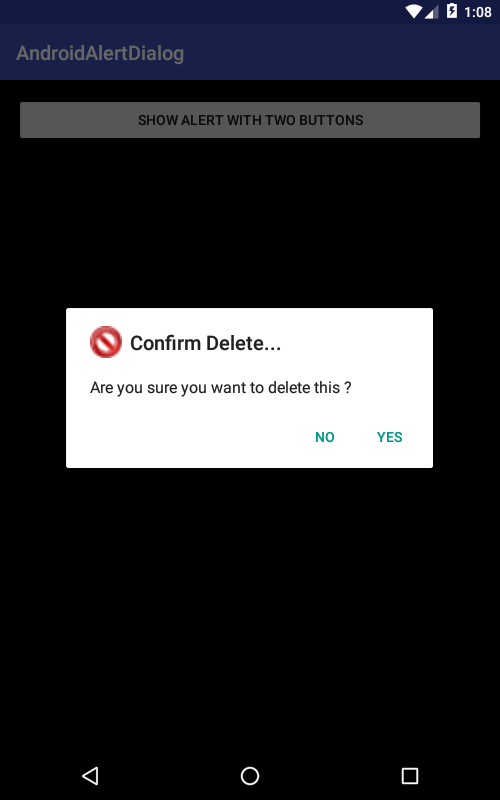 1:08
AndroidAlertDialog
SHOW ALERT WITH TWO BUTTONS
Confirm Delete...
Are you sure you want to delete this ?
NO YES